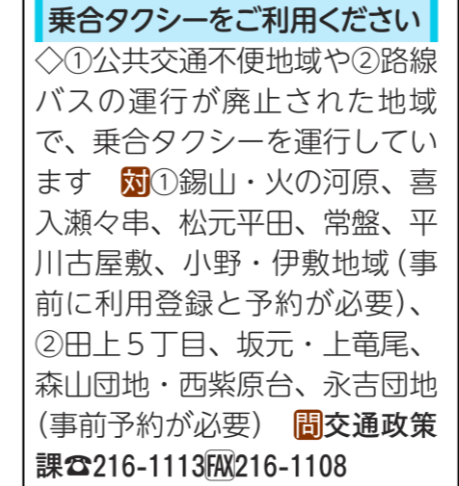 乗合タクシーをご利用ください
◇①公共交通不便地域や②路線
バスの運行が廃止された地域
で、乗合タクシーを運行してい
ます　対①錫山・火の河原、喜
入瀬々串、松元平田、常盤、平
川古屋敷、小野・伊敷地域(事
前に利用登録と予約が必要)、
②田上5丁目、坂元・上竜尾、
森山団地・西紫原台、永吉団地
(事前予約が必要)　問交通政策
課☎216-1113FAX216-1108